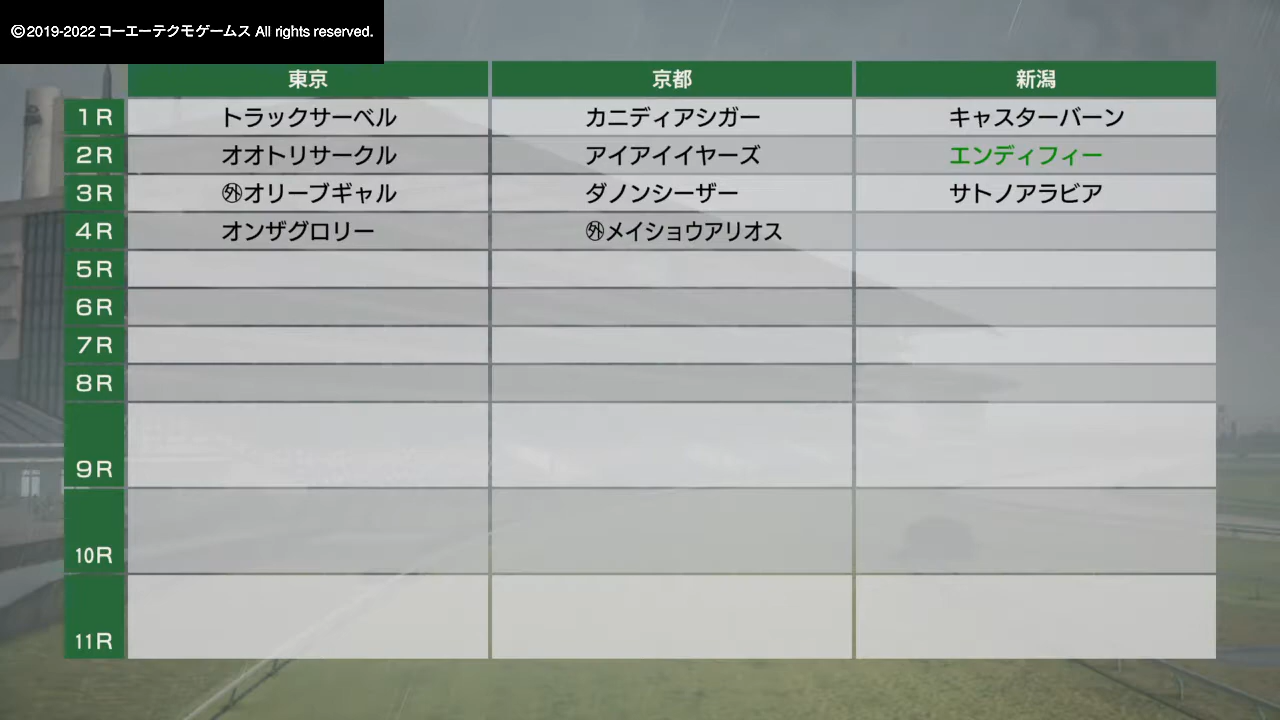 ©2019-2022 コーエーテクモゲームス All rights reserved.
東京 京都 新潟
1R トラックサーベル カニディアシガー キャスターバーン
2R オオトリサークル アイアイイヤーズ エンディフィー
3R ㊕オリーブギャル ダノンシーザー サトノアラビア
4R オンザグロリー メイショウアリオス
5R
6R
7R
8R
9R
10R
11R